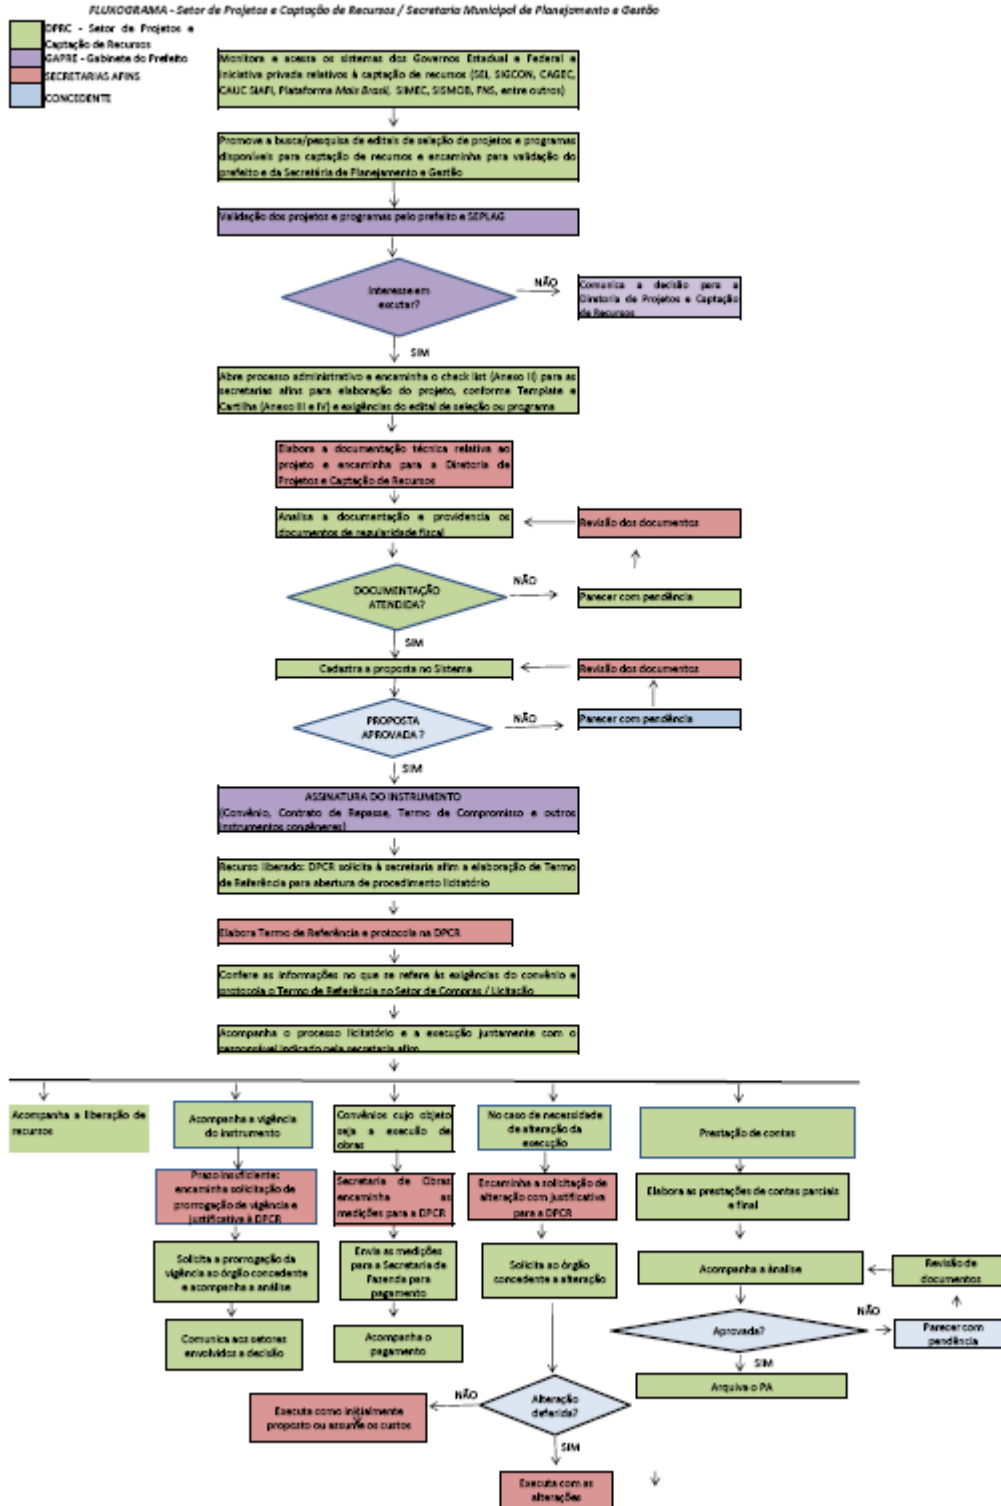 FLUXOGRAMA - Setor de Projetos e Captação de Recursos / Secretaria Municipal de Planejamento e Gestão
DPRC - Setor de Projetos e
Captação de Recursos
GAPRE - Gabinete do Prefeito
SECRETARIAS AFINS
CONCEDENTE
Monitora e acessa os sistemas dos Governos Estadual e Federal e
iniciativa privada relativos à captação de recursos (SEI, SIGCON, CAGEC,
CAUC SIAFI, Plataforma Mais Brasil, SIMEC, SISMOB, FNS, entre outros)
Promove a busca/pesquisa de editais de seleção de projetos e programas
disponíveis para captação de recursos e encaminha para validação do
prefeito e da Secretária de Planejamento e Gestão
Validação dos projetos e programas pelo prefeito e SEPLAG
Interesse em
excutar?
NÃO
Comunica a decisão para a
Diretoria de Projetos e Captação
de Recursos
SIM
Abre processo administrativo e encaminha o check list (Anexo II) para as
secretarias afins para elaboração do projeto, conforme Template e
Cartilha (Anexo III e IV) e exigências do edital de seleção ou programa
Elabora a documentação técnica relativa ao
projeto e encaminha para a Diretoria de
Projetos e Captação de Recursos
Analisa a documentação e providencia os
documentos de regularidade fiscal
Revisão dos documentos
DOCUMENTAÇÃO
ATENDIDA?
NÃO
Parecer com pendência
SIM
Cadastra a proposta no Sistema
Revisão dos documentos
PROPOSTA
APROVADA ?
NÃO
Parecer com pendência
SIM
ASSINATURA DO INSTRUMENTO
(Convênio, Contrato de Repasse, Termo de Compromisso e outros
instrumentos congêneres)
Recurso liberado: DPCR solicita à secretaria afim a elaboração de Termo
de Referência para abertura de procedimento licitatório
Elabora Termo de Referência e protocola na DPCR
Confere as informações no que se refere às exigências do convênio e
protocola o Termo de Referência no Setor de Compras / Licitação
Acompanha o processo licitatório e a execução juntamente com o
responsável indicado pela secretaria afim
Acompanha a liberação de
recursos
Acompanha a vigência
do instrumento
Convênios cujo objeto
seja a execuão de
obras
No caso de necessidade
de alteração da
execução
Prestação de contas
Prazo insuficiente:
encaminha solicitação de
prorrogação de vigência e
justificativa à DPCR
Secretaria de Obras
encaminha as
medições para a DPCR
Encaminha a solicitação de
alteração com justificativa
para a DPCR
Elabora as prestações de contas parciais
e final
Solicita a prorrogação da
vigência ao órgão concedente
e acompanha a análise
Envia as medições
para a Secretaria de
Fazenda para
pagamento
Solicita ao órgão
concedente a alteração
Acompanha a ánalise
Revisão de
documentos
Comunica aos setores
envolvidos a decisão
Acompanha o
pagamento
Aprovada?
NÃO
Parecer com
pendência
SIM
Arquiva o PA
Executa como inicialmente
proposto ou assume os custos
NÃO
Alteração
deferida?
SIM
Executa com as
alterações